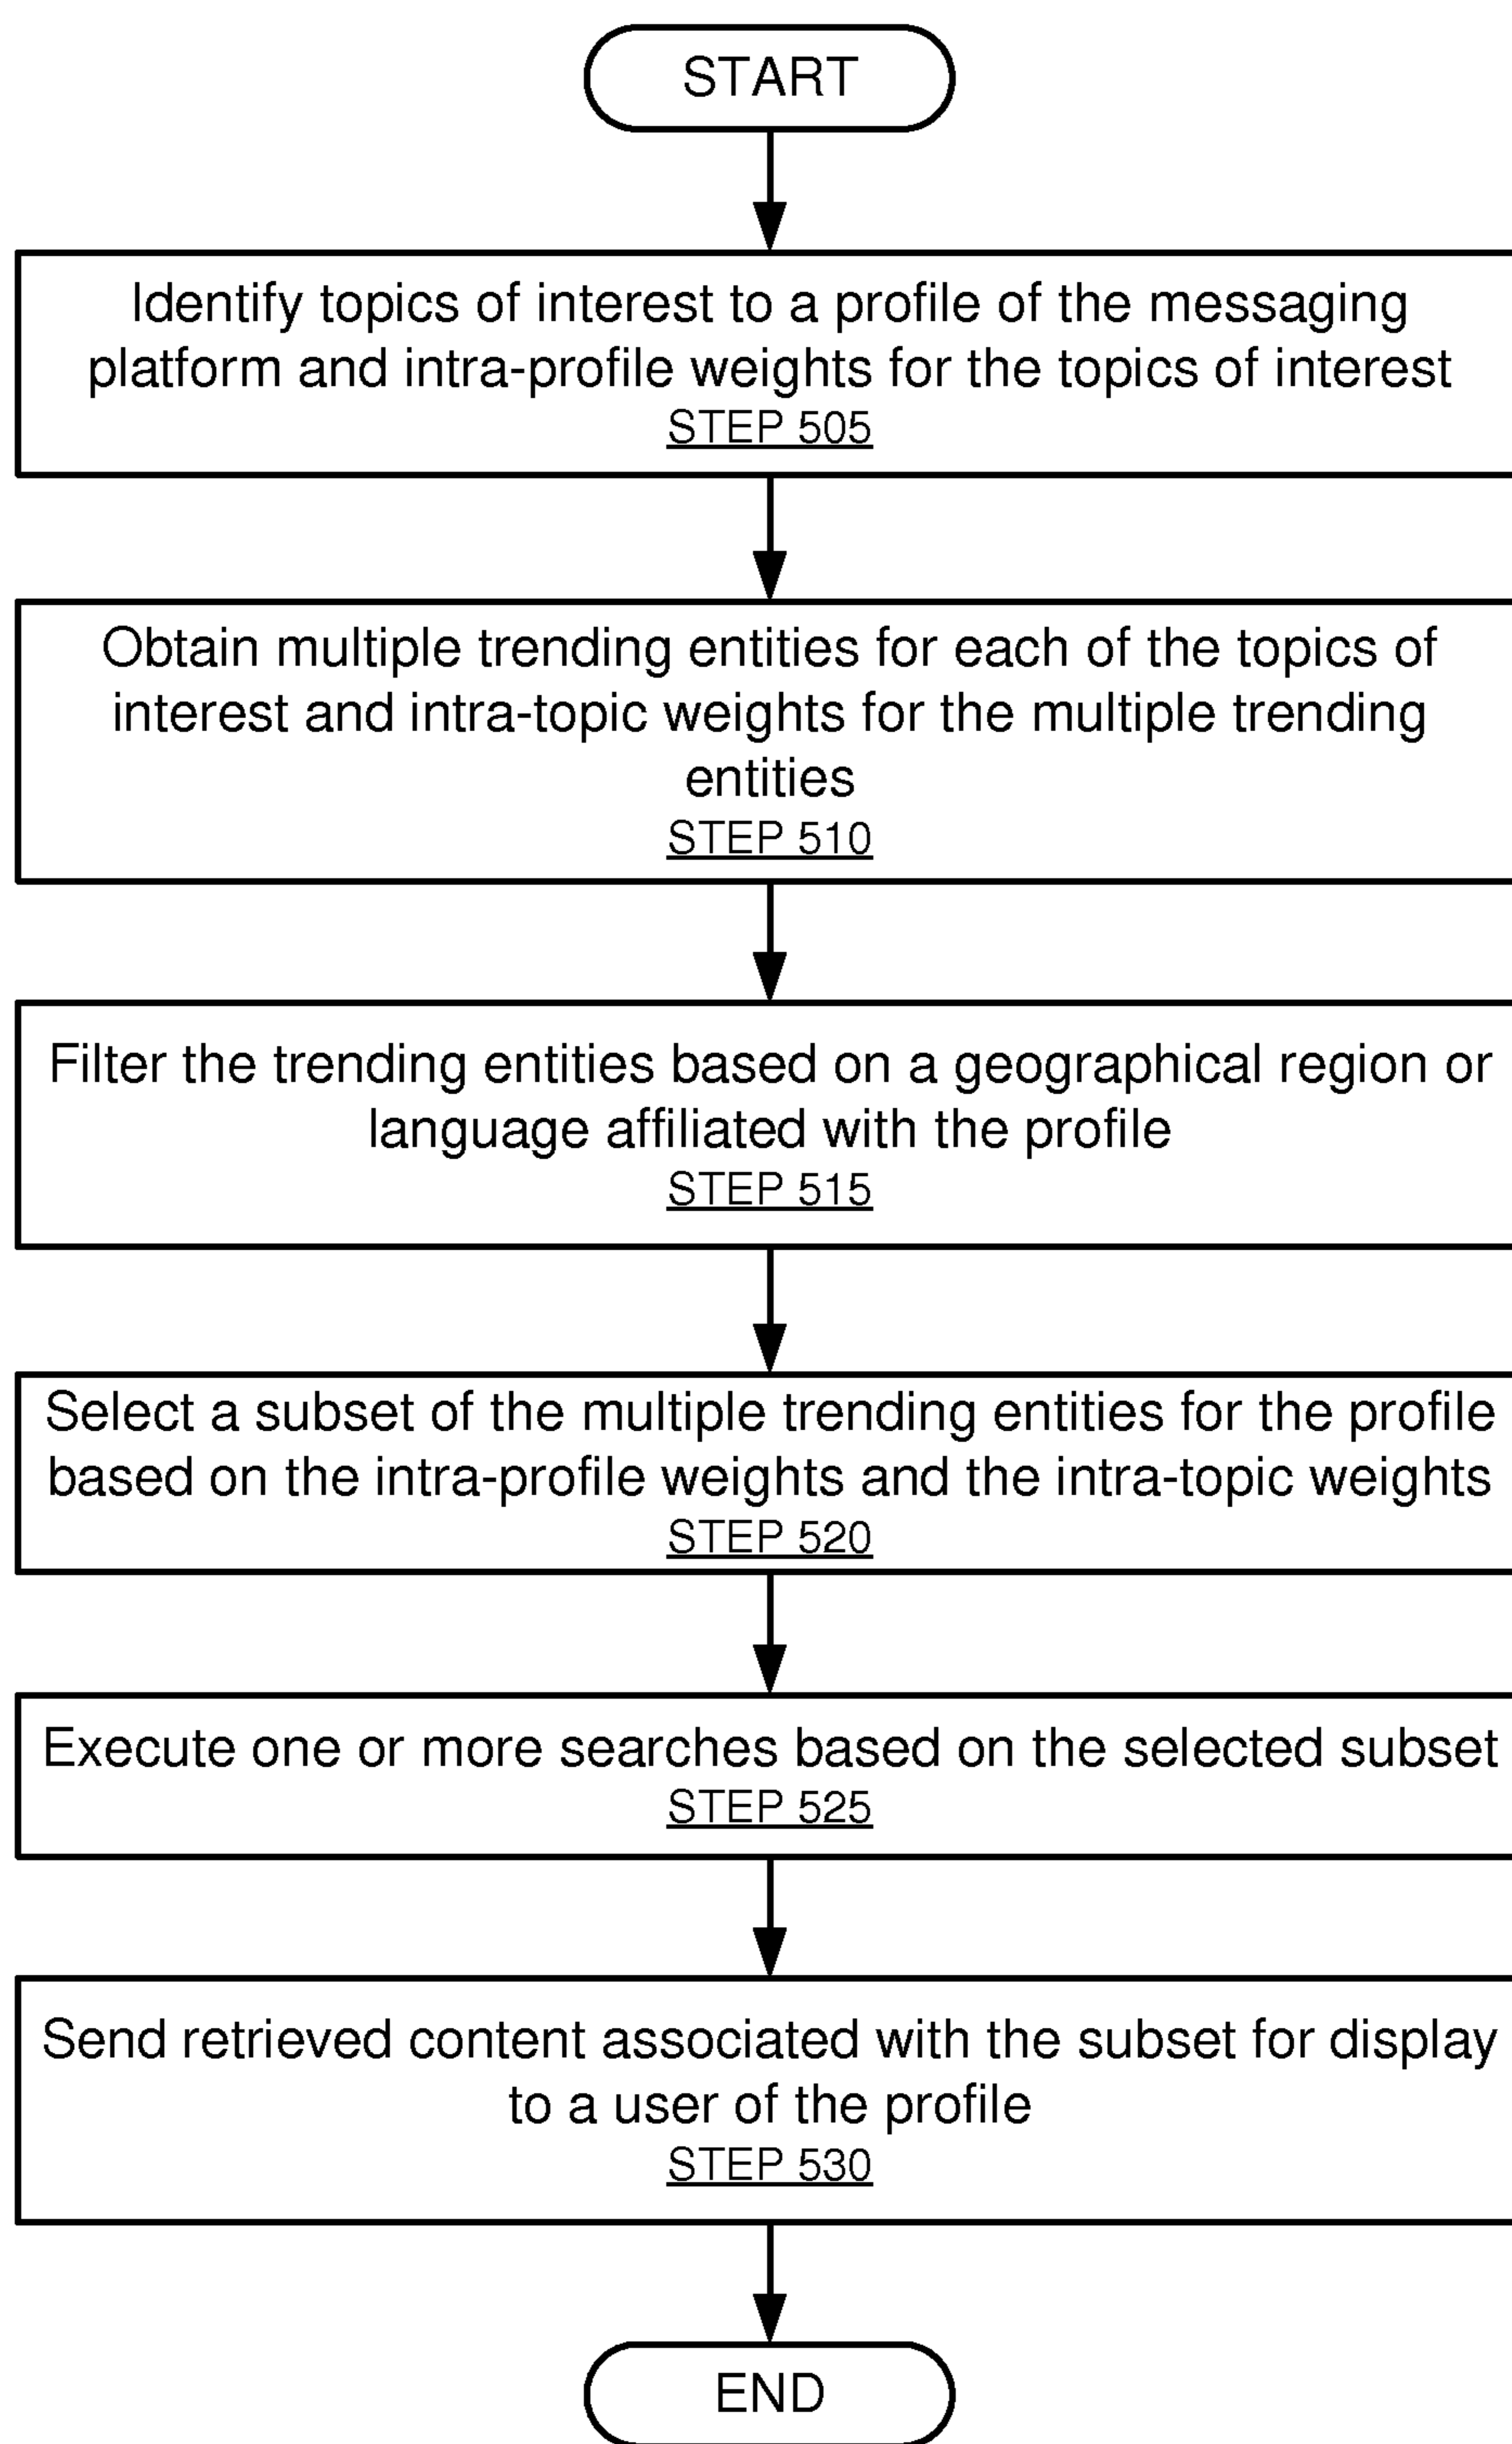 START
Identify topics of interest to a profile of the messaging
platform and intra-profile weights for the topics of interest
STEP 505
Obtain multiple trending entities for each of the topics of
interest and intra-topic weights for the multiple trending
entities
STEP 510
Filter the trending entities based on a geographical region or
language affiliated with the profile
STEP 515
Select a subset of the multiple trending entities for the profile
based on the intra-profile weights and the intra-topic weights
STEP 520
Execute one or more searches based on the selected subset
STEP 525
Send retrieved content associated with the subset for display
to a user of the profile
STEP 530
END